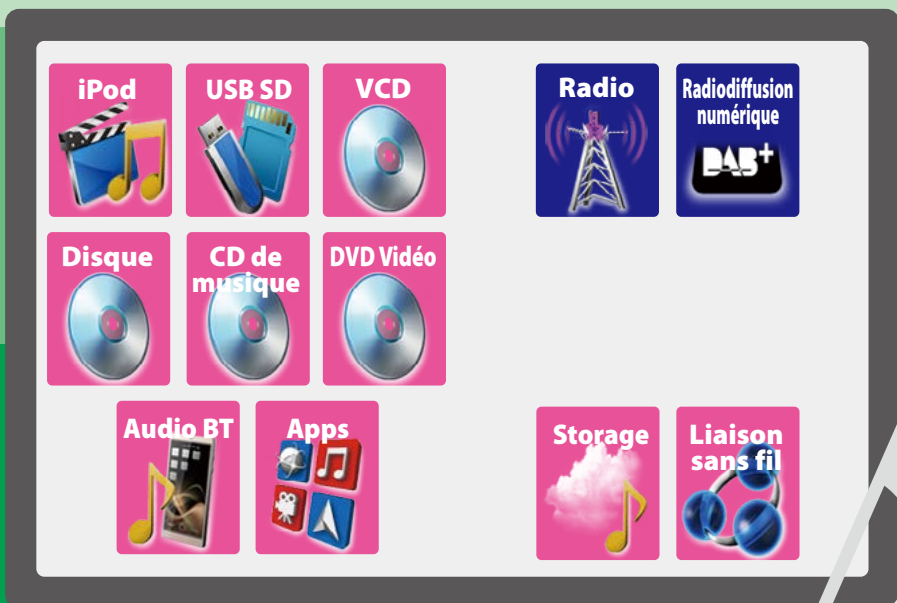 iPod
USB SD
VCD
Radio
Radiodiffusion
numérique
DAB+
Disque
CD de
musique
DVD Vidéo
Audio BT
Apps
Storage
Liaison
sans fil